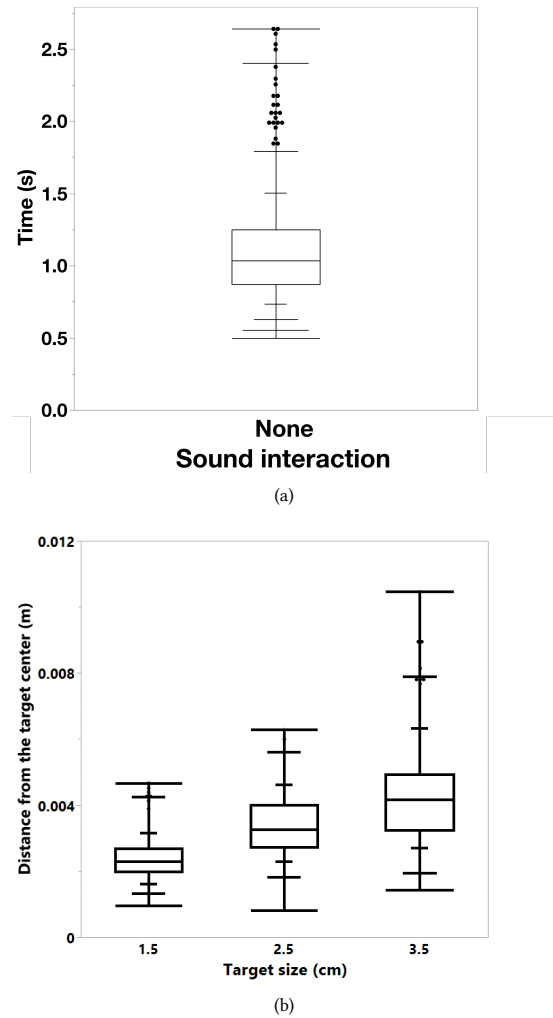 2.5
2.0
1.5
1.0
0.5
0.0
Time (s)
None
Sound interaction
(a)
0.012
0.008
0.004
0
Distance from the target center (m)
1.5 2.5 3.5
Target size (cm)
(b)